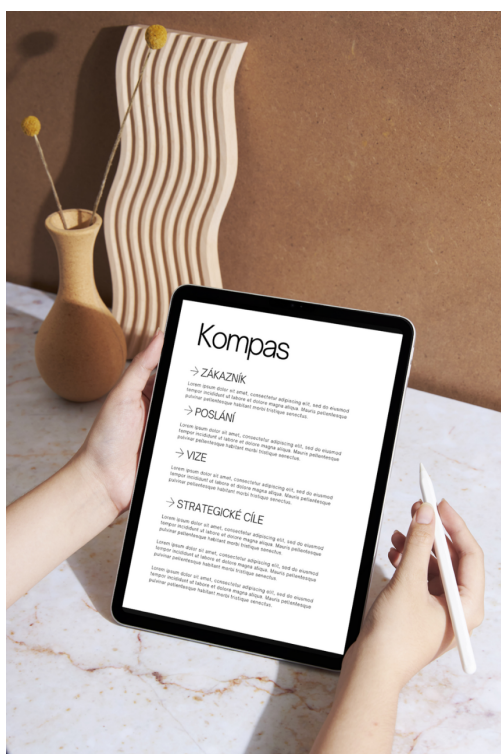 Kompas
→ ZÁKAZNÍK
Lorem ipsum dolor sit amet, consectetur adipiscing elit, sed do eiusmod
tempor incididunt ut labore et dolore magna aliqua. Mauris pellentesque
pulvinar pellentesque habitant morbi tristique senectus.
→ POSLÁNÍ
Lorem ipsum dolor sit amet, consectetur adipiscing elit, sed do eiusmod
tempor incididunt ut labore et dolore magna aliqua. Mauris pellentesque
pulvinar pellentesque habitant morbi tristique senectus.
→ VIZE
Lorem ipsum dolor sit amet, consectetur adipiscing elit, sed do eiusmod
tempor incididunt ut labore et dolore magna aliqua. Mauris pellentesque
pulvinar pellentesque habitant morbi tristique senectus.
→ STRATEGICKÉ CÍLE
Lorem ipsum dolor sit amet, consectetur adipiscing elit, sed do eiusmod
tempor incididunt ut labore et dolore magna aliqua. Mauris pellentesque
pulvinar pellentesque habitant morbi tristique senectus.
Lorem ipsum dolor sit amet, consectetur adipiscing elit, sed do eiusmod
tempor incididunt ut labore et dolore magna aliqua. Mauris pellentesque
pulvinar pellentesque habitant morbi tristique senectus.
Lorem ipsum dolor sit amet, consectetur adipiscing elit, sed do eiusmod
tempor incididunt ut labore et dolore magna aliqua. Mauris pellentesque
pulvinar pellentesque habitant morbi tristique senectus.